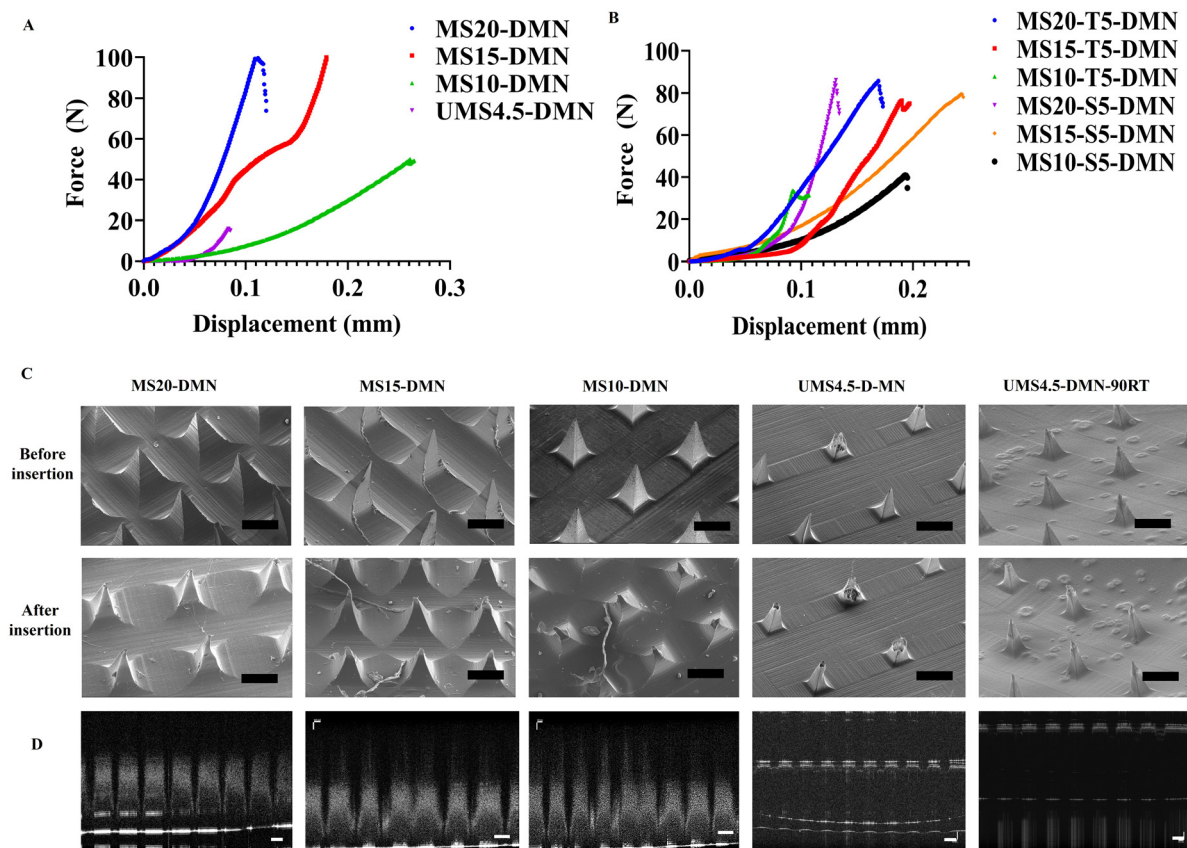 A
MS20-DMN
MS15-DMN
MS10-DMN
UMS4.5-DMN
Force (N)
100
80
60
40
20
0
0.0
0.1
0.2
0.3
Displacement (mm)
B
MS20-T5-DMN
MS15-T5-DMN
MS10-T5-DMN
MS20-S5-DMN
MS15-S5-DMN
MS10-S5-DMN
Force (N)
100
80
60
40
20
0
0.0
0.1
0.2
Displacement (mm)
C
MS20-DMN
MS15-DMN
MS10-DMN
UMS4.5-D-MN
UMS4.5-DMN-90RT
Before
insertion
After
insertion
D